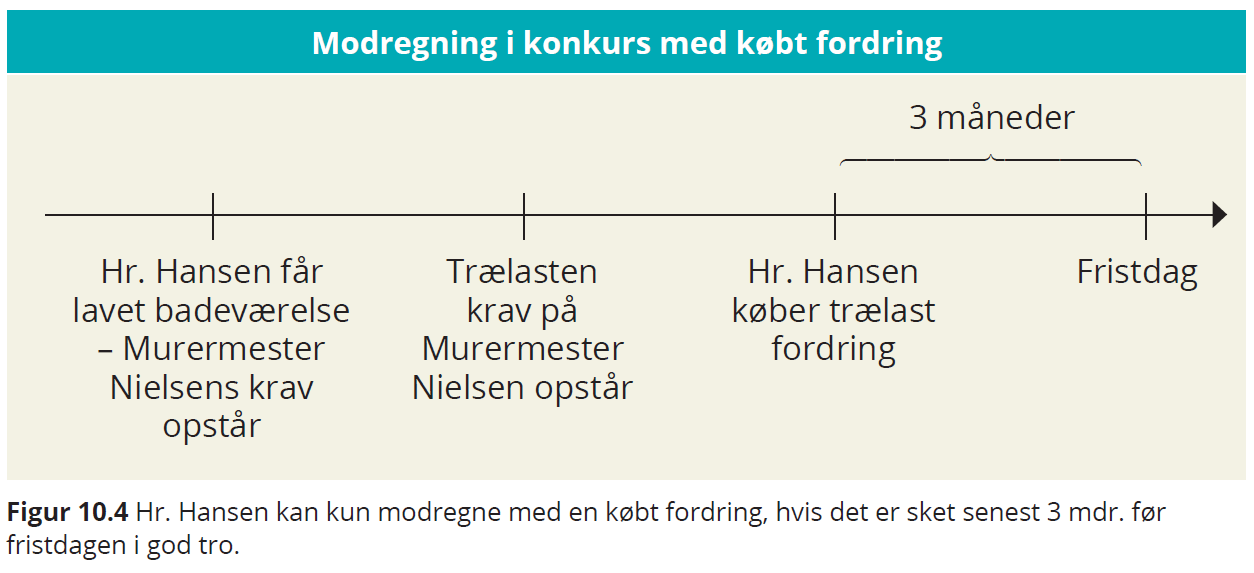 Modregning i konkurs med købt fordring
3 måneder
Hr. Hansen får
lavet badeværelse
– Murermester
Nielsens krav
opstår
Trælasten
krav på
Murermester
Nielsen opstår
Hr. Hansen
køber trælast
fordring
Fristdag
Figur 10.4 Hr. Hansen kan kun modregne med en købt fordring, hvis det er sket senest 3 mdr. før
fristdagen i god tro.